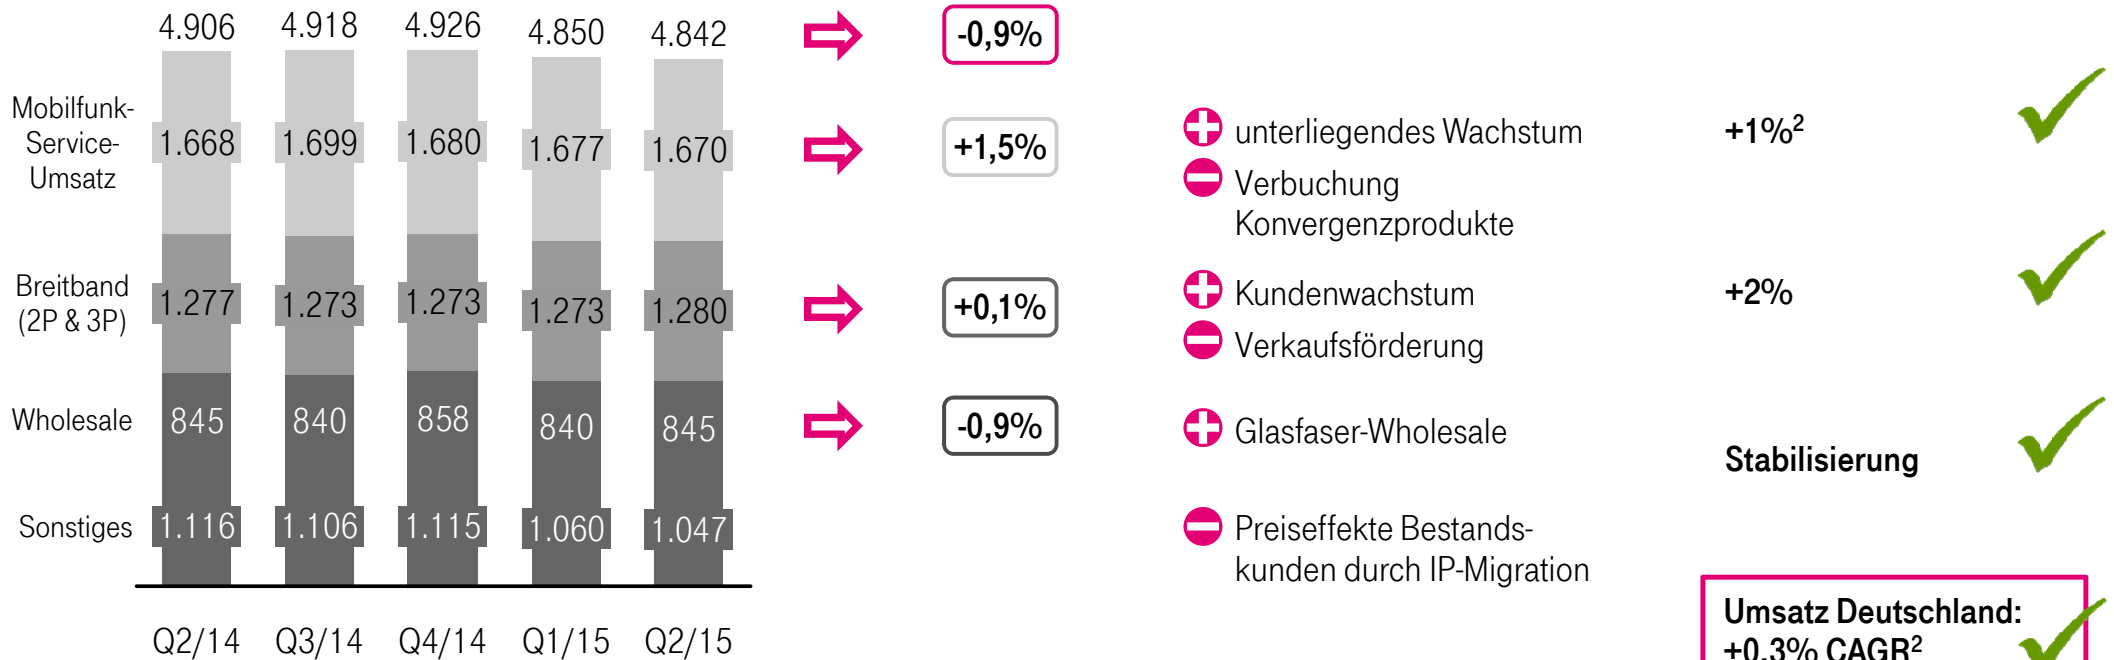 4.906 4.918 4.926 4.850 4.842 -0,9%
Mobilfunk-
Service-
Umsatz
1.668 1.699 1.680 1.677 1.670 +1,5%
unterliegendes Wachstum
Verbuchung
Konvergenzprodukte
+1%²
Breitband
(2P & 3P)
1.277 1.273 1.273 1.273 1.280 +0,1%
Kundenwachstum
Verkaufsförderung
+2%
Wholesale
845 840 858 840 845 -0,9%
Glasfaser-Wholesale
Stabilisierung
Sonstiges
1.116 1.106 1.115 1.060 1.047
Preiseffekte Bestands-
kunden durch IP-Migration
Umsatz Deutschland:
+0,3% CAGR²
Q2/14 Q3/14 Q4/14 Q1/15 Q2/15